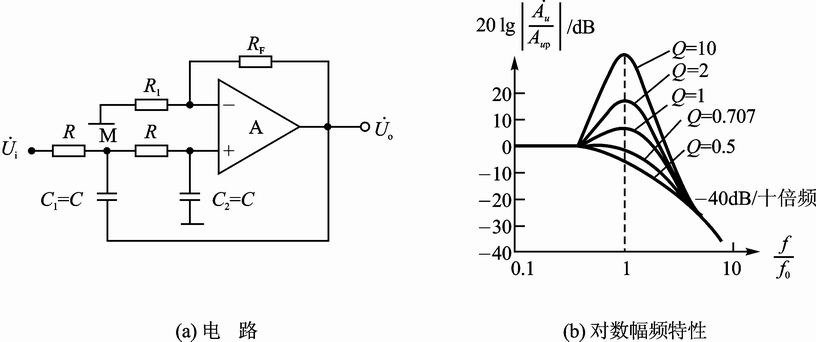 R_F
R_1
M
−
A
+
U̇_i
R
R
U̇_o
C_1=C
C_2=C
(a) 电 路
20 lg|Ȧ_u/A_up|/dB
Q=10
Q=2
Q=1
Q=0.707
Q=0.5
20
10
0
−10
−20
−30
−40
−40dB/十倍频
0.1
1
10
f/f_0
(b) 对数幅频特性